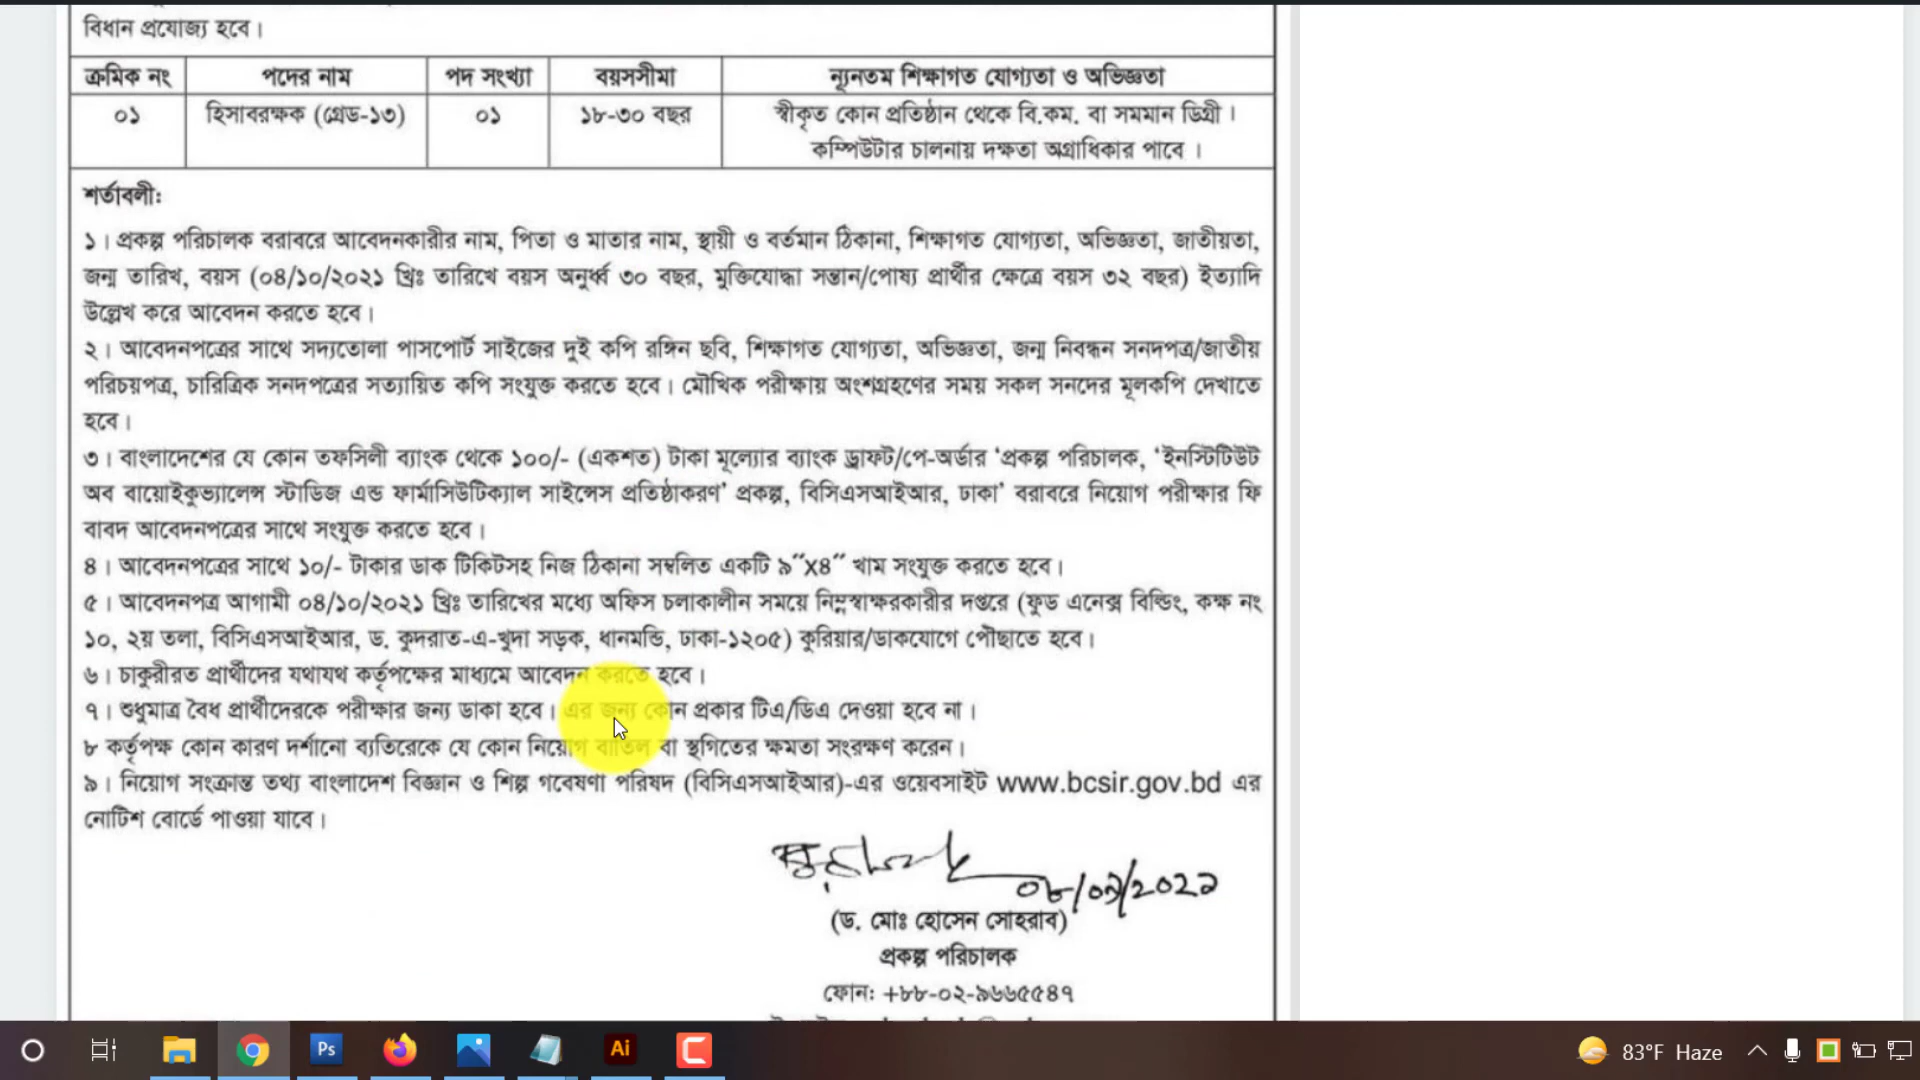 বিধান প্রযোজ্য হবে।
ক্রমিক নং পদের নাম পদ সংখ্যা বয়সসীমা ন্যূনতম শিক্ষাগত যোগ্যতা ও অভিজ্ঞতা
০১ হিসাবরক্ষক (গ্রেড-১৩) ০১ ১৮-৩০ বছর স্বীকৃত কোন প্রতিষ্ঠান থেকে বি.কম. বা সমমান ডিগ্রী।
কম্পিউটার চালনায় দক্ষতা অগ্রাধিকার পাবে।
শর্তাবলী:
১। প্রকল্প পরিচালক বরাবরে আবেদনকারীর নাম, পিতা ও মাতার নাম, স্থায়ী ও বর্তমান ঠিকানা, শিক্ষাগত যোগ্যতা, অভিজ্ঞতা, জাতীয়তা,
জন্ম তারিখ, বয়স (০৪/১০/২০২১ খ্রিঃ তারিখে বয়স অনুর্ধ্ব ৩০ বছর, মুক্তিযোদ্ধা সন্তান/পোষ্য প্রার্থীর ক্ষেত্রে বয়স ৩২ বছর) ইত্যাদি
উল্লেখ করে আবেদন করতে হবে।
২। আবেদনপত্রের সাথে সদ্যতোলা পাসপোর্ট সাইজের দুই কপি রঙ্গিন ছবি, শিক্ষাগত যোগ্যতা, অভিজ্ঞতা, জন্ম নিবন্ধন সনদপত্র/জাতীয়
পরিচয়পত্র, চারিত্রিক সনদপত্রের সত্যায়িত কপি সংযুক্ত করতে হবে। মৌখিক পরীক্ষায় অংশগ্রহণের সময় সকল সনদের মূলকপি দেখাতে
হবে।
৩। বাংলাদেশের যে কোন তফসিলী ব্যাংক থেকে ১০০/- (একশত) টাকা মূল্যের ব্যাংক ড্রাফট/পে-অর্ডার ‘প্রকল্প পরিচালক, ‘ইনস্টিটিউট
অব বায়োইকুভ্যালেন্স স্টাডিজ এন্ড ফার্মাসিউটিক্যাল সাইন্সেস প্রতিষ্ঠাকরণ’ প্রকল্প, বিসিএসআইআর, ঢাকা’ বরাবরে নিয়োগ পরীক্ষার ফি
বাবদ আবেদনপত্রের সাথে সংযুক্ত করতে হবে।
৪। আবেদনপত্রের সাথে ১০/- টাকার ডাক টিকিটসহ নিজ ঠিকানা সম্বলিত একটি ৯″X৪″ খাম সংযুক্ত করতে হবে।
৫। আবেদনপত্র আগামী ০৪/১০/২০২১ খ্রিঃ তারিখের মধ্যে অফিস চলাকালীন সময়ে নিম্নস্বাক্ষরকারীর দপ্তরে (ফুড এনেক্স বিল্ডিং, কক্ষ নং
১০, ২য় তলা, বিসিএসআইআর, ড. কুদরাত-এ-খুদা সড়ক, ধানমন্ডি, ঢাকা-১২০৫) কুরিয়ার/ডাকযোগে পৌছাতে হবে।
৬। চাকুরীরত প্রার্থীদের যথাযথ কর্তৃপক্ষের মাধ্যমে আবেদন করতে হবে।
৭। শুধুমাত্র বৈধ প্রার্থীদেরকে পরীক্ষার জন্য ডাকা হবে। এর জন্য কোন প্রকার টিএ/ডিএ দেওয়া হবে না।
৮ কর্তৃপক্ষ কোন কারণ দর্শানো ব্যতিরেকে যে কোন নিয়োগ বাতিল বা স্থগিতের ক্ষমতা সংরক্ষণ করেন।
৯। নিয়োগ সংক্রান্ত তথ্য বাংলাদেশ বিজ্ঞান ও শিল্প গবেষণা পরিষদ (বিসিএসআইআর)-এর ওয়েবসাইট www.bcsir.gov.bd এর
নোটিশ বোর্ডে পাওয়া যাবে।
০৮/০৯/২০২১
(ড. মোঃ হোসেন সোহরাব)
প্রকল্প পরিচালক
ফোন: +৮৮-০২-৯৬৬৫৫৪৭
Ps Ai C 83°F Haze